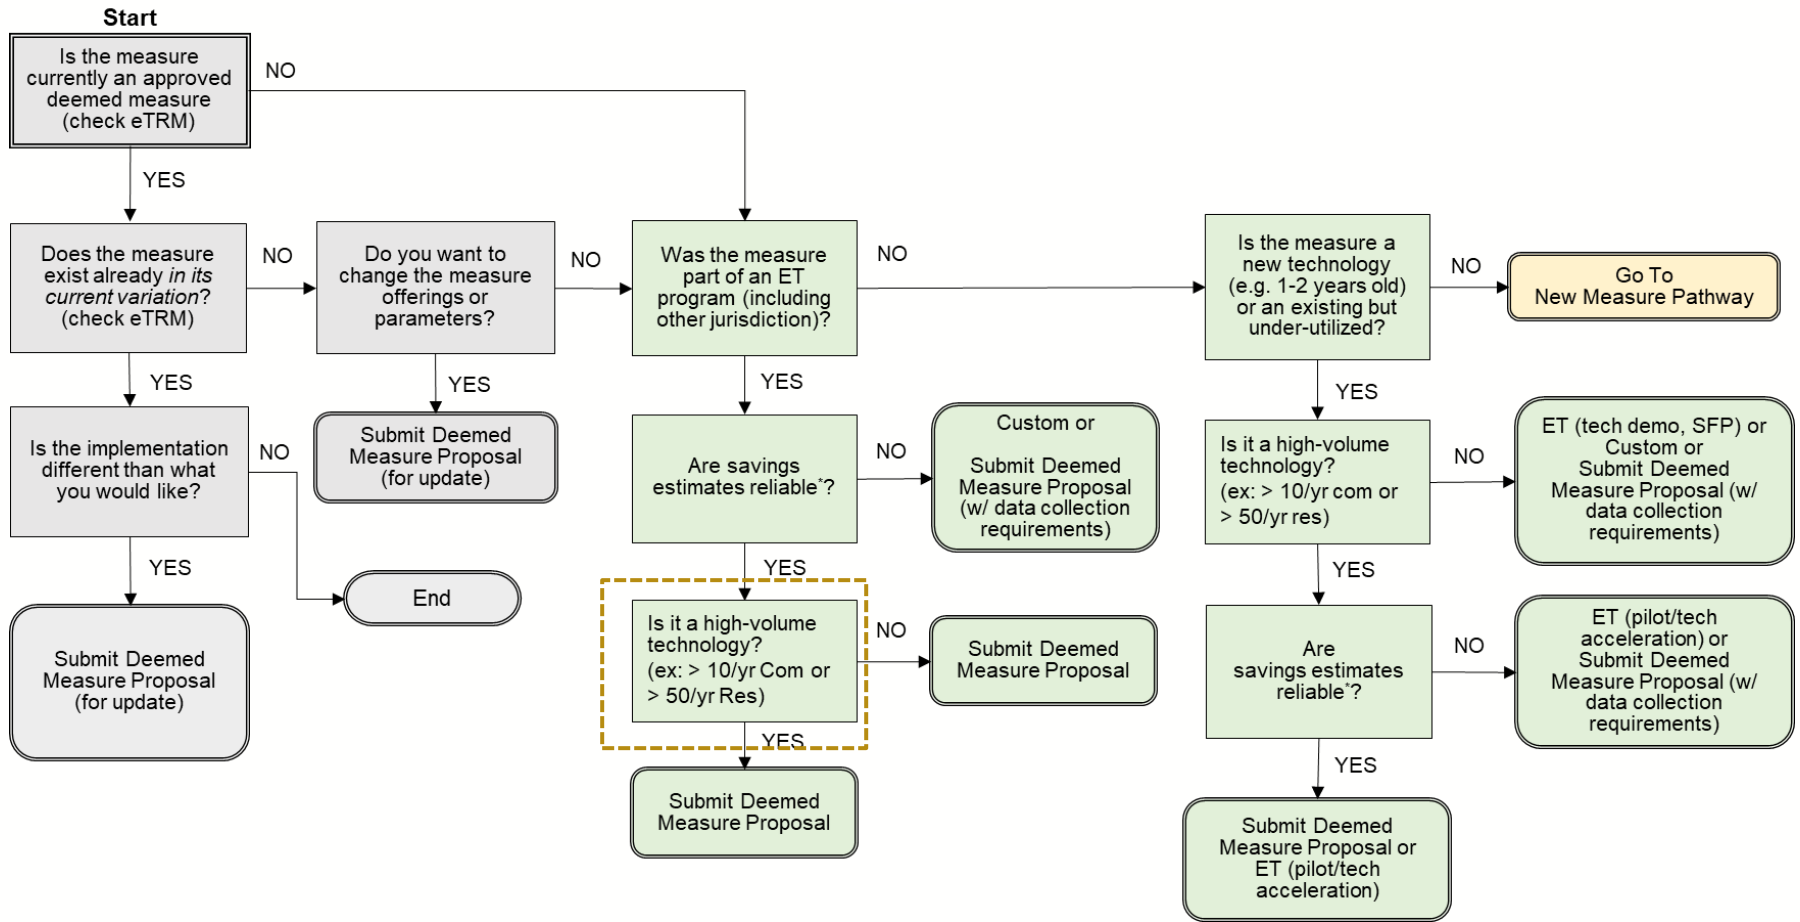 Start
Is the measure
currently an approved
deemed measure
(check eTRM)
NO
YES
Does the measure
exist already in its
current variation?
(check eTRM)
NO
Do you want to
change the measure
offerings or
parameters?
NO
Was the measure
part of an ET
program (including
other jurisdiction)?
NO
Is the measure a
new technology
(e.g. 1-2 years old)
or an existing but
under-utilized?
NO
Go To
New Measure Pathway
YES
YES
YES
YES
Is the implementation
different than what
you would like?
NO
Submit Deemed
Measure Proposal
(for update)
Are savings
estimates reliable*?
NO
Custom or
Submit Deemed
Measure Proposal
(w/ data collection
requirements)
Is it a high-volume
technology?
(ex: > 10/yr com or
> 50/yr res)
NO
ET (tech demo, SFP) or
Custom or
Submit Deemed
Measure Proposal (w/
data collection
requirements)
YES
YES
YES
Submit Deemed
Measure Proposal
(for update)
End
Is it a high-volume
technology?
(ex: > 10/yr Com or
> 50/yr Res)
NO
Submit Deemed
Measure Proposal
Are
savings estimates
reliable*?
NO
ET (pilot/tech
acceleration) or
Submit Deemed
Measure Proposal (w/
data collection
requirements)
YES
YES
Submit Deemed
Measure Proposal
Submit Deemed
Measure Proposal or
ET (pilot/tech
acceleration)